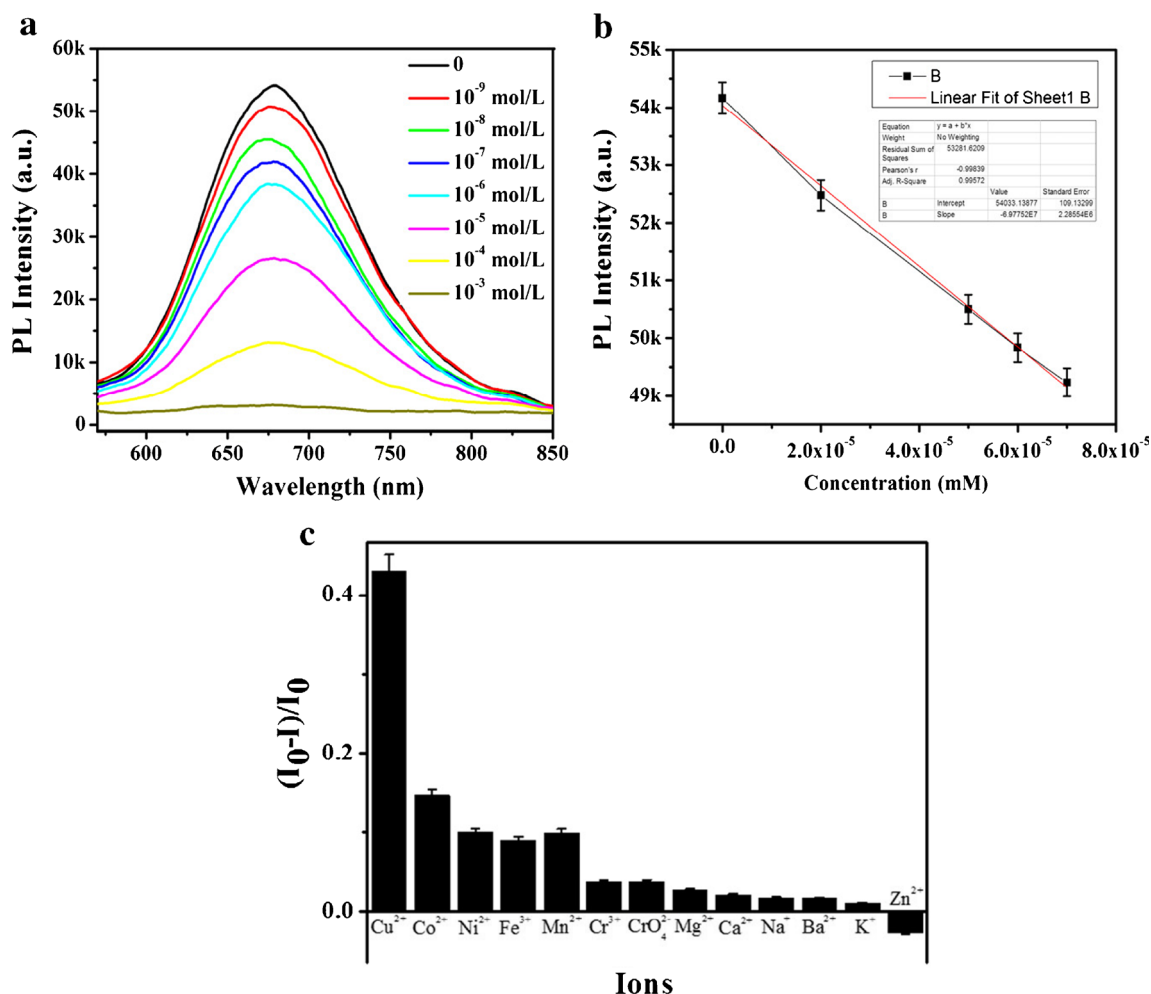 a
60k
50k
40k
30k
20k
10k
0
PL Intensity (a.u.)
600
650
700
750
800
850
Wavelength (nm)
0
10⁻⁹ mol/L
10⁻⁸ mol/L
10⁻⁷ mol/L
10⁻⁶ mol/L
10⁻⁵ mol/L
10⁻⁴ mol/L
10⁻³ mol/L
b
55k
54k
53k
52k
51k
50k
49k
PL Intensity (a.u.)
0.0
2.0x10⁻⁵
4.0x10⁻⁵
6.0x10⁻⁵
8.0x10⁻⁵
Concentration (mM)
B
Linear Fit of Sheet1 B
Equation y = a + b*x
Weight No Weighting
Residual Sum of Squares 53281.6209
Pearson's r -0.99839
Adj. R-Square 0.99572
Value Standard Error
B Intercept 54033.13877 109.13299
B Slope -6.97752E7 2.28554E6
c
0.4
0.2
0.0
(I₀-I)/I₀
Cu²⁺
Co²⁺
Ni²⁺
Fe³⁺
Mn²⁺
Cr³⁺
CrO₄²⁻
Mg²⁺
Ca²⁺
Na⁺
Ba²⁺
K⁺
Zn²⁺
Ions